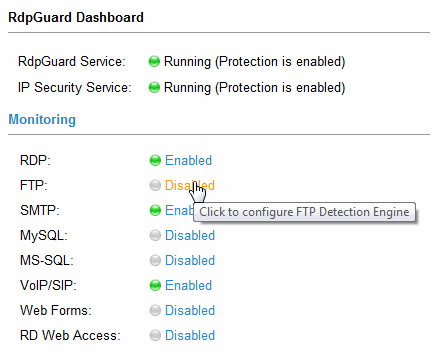 RdpGuard Dashboard
RdpGuard Service: Running (Protection is enabled)
IP Security Service: Running (Protection is enabled)
Monitoring
RDP: Enabled
FTP: Disabled
SMTP: Enab
Click to configure FTP Detection Engine
MySQL: Disabled
MS-SQL: Disabled
VoIP/SIP: Enabled
Web Forms: Disabled
RD Web Access: Disabled